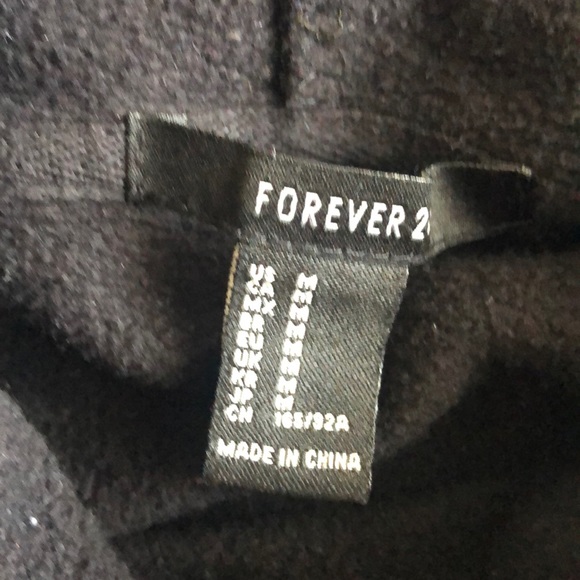 FOREVER 2
US M
CA M
MX M
BR M
EU M
UK M
KR M
JP M
CN 165/92A
MADE IN CHINA